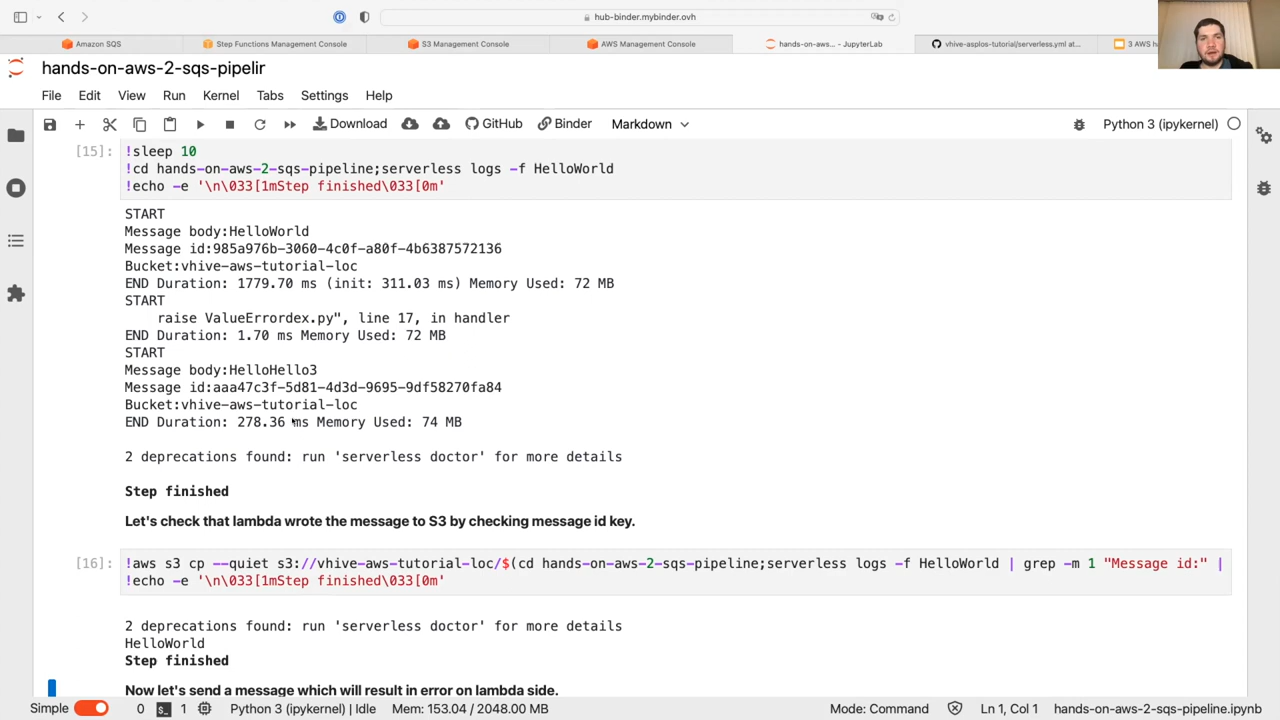 hub-binder.mybinder.ovh
Amazon SQS
Step Functions Management Console
S3 Management Console
AWS Management Console
hands-on-aws... - JupyterLab
vhive-asplos-tutorial/serverless.yml at...
3 AWS h
hands-on-aws-2-sqs-pipelir
File Edit View Run Kernel Tabs Settings Help
Download GitHub Binder Markdown Python 3 (ipykernel)
[15]: !sleep 10
!cd hands-on-aws-2-sqs-pipeline;serverless logs -f HelloWorld
!echo -e '\n\033[1mStep finished\033[0m'
START
Message body:HelloWorld
Message id:985a976b-3060-4c0f-a80f-4b6387572136
Bucket:vhive-aws-tutorial-loc
END Duration: 1779.70 ms (init: 311.03 ms) Memory Used: 72 MB
START
raise ValueErrordex.py", line 17, in handler
END Duration: 1.70 ms Memory Used: 72 MB
START
Message body:HelloHello3
Message id:aaa47c3f-5d81-4d3d-9695-9df58270fa84
Bucket:vhive-aws-tutorial-loc
END Duration: 278.36 ms Memory Used: 74 MB
2 deprecations found: run 'serverless doctor' for more details
Step finished
Let's check that lambda wrote the message to S3 by checking message id key.
[16]: !aws s3 cp --quiet s3://vhive-aws-tutorial-loc/$(cd hands-on-aws-2-sqs-pipeline;serverless logs -f HelloWorld | grep -m 1 "Message id:" |
!echo -e '\n\033[1mStep finished\033[0m'
2 deprecations found: run 'serverless doctor' for more details
HelloWorld
Step finished
Now let's send a message which will result in error on lambda side.
Simple 0 1 Python 3 (ipykernel) | Idle Mem: 153.04 / 2048.00 MB Mode: Command Ln 1, Col 1 hands-on-aws-2-sqs-pipeline.ipynb